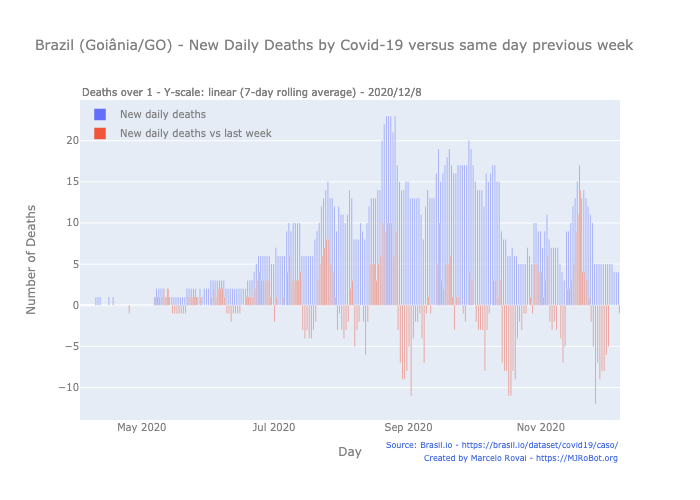 Brazil (Goiânia/GO) - New Daily Deaths by Covid-19 versus same day previous week
Deaths over 1 - Y-scale: linear (7-day rolling average) - 2020/12/8
New daily deaths
New daily deaths vs last week
Number of Deaths
20
15
10
5
0
−5
−10
May 2020
Jul 2020
Sep 2020
Nov 2020
Day
Source: Brasil.io - https://brasil.io/dataset/covid19/caso/
Created by Marcelo Rovai - https://MJRoBot.org